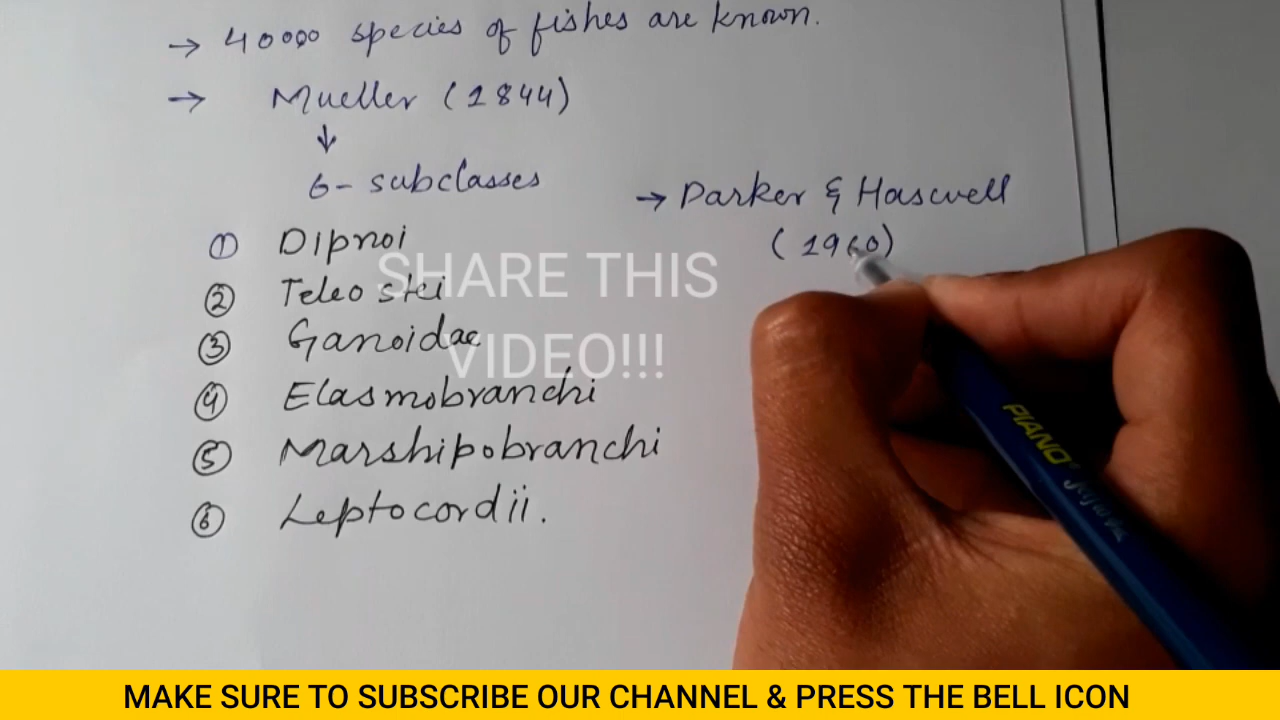 → 40000 species of fishes are known.
→ Mueller (1844)
↓
6- subclasses
① Dipnoi
② Teleostei
③ Ganoidae
④ Elasmobranchi
⑤ Marshipobranchi
⑥ Leptocordii.
→ Parker & Haswell
(1960)
SHARE THIS
VIDEO!!!
PIANO
MAKE SURE TO SUBSCRIBE OUR CHANNEL & PRESS THE BELL ICON